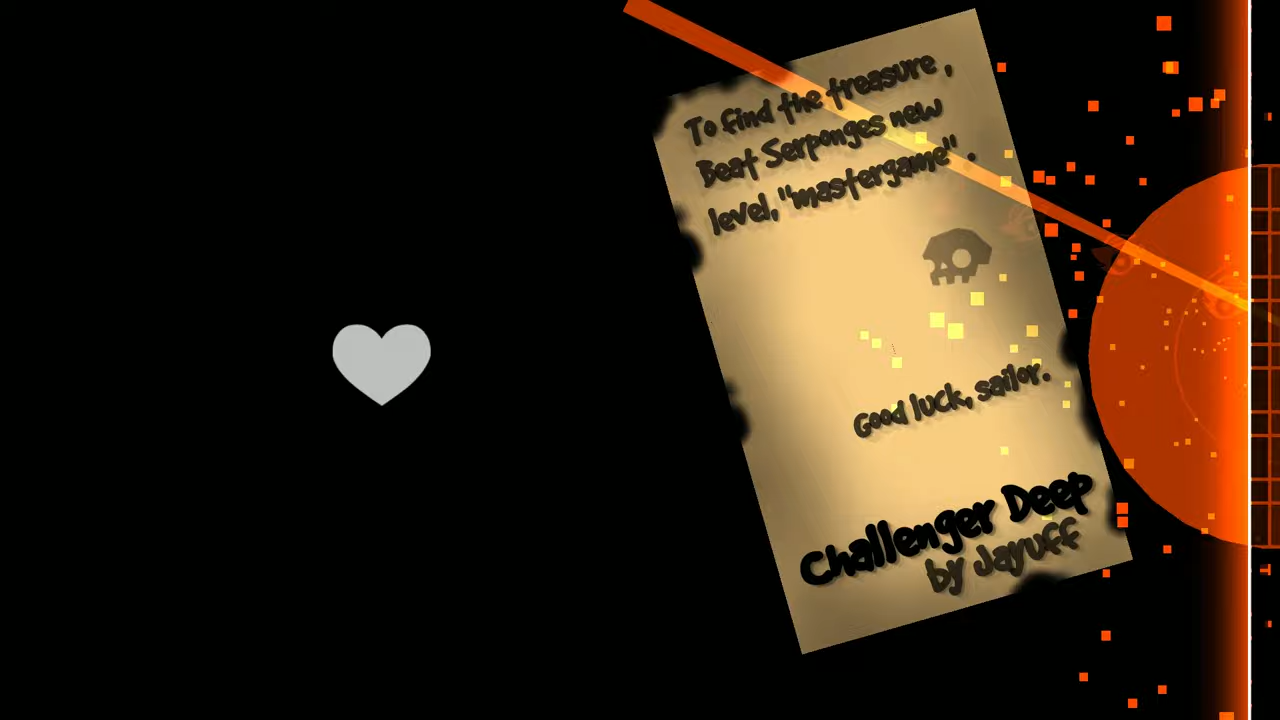 To find the treasure ,
Beat Serponges new
level, "mastergame" .
Good luck, sailor.
Challenger Deep
by Jayuff